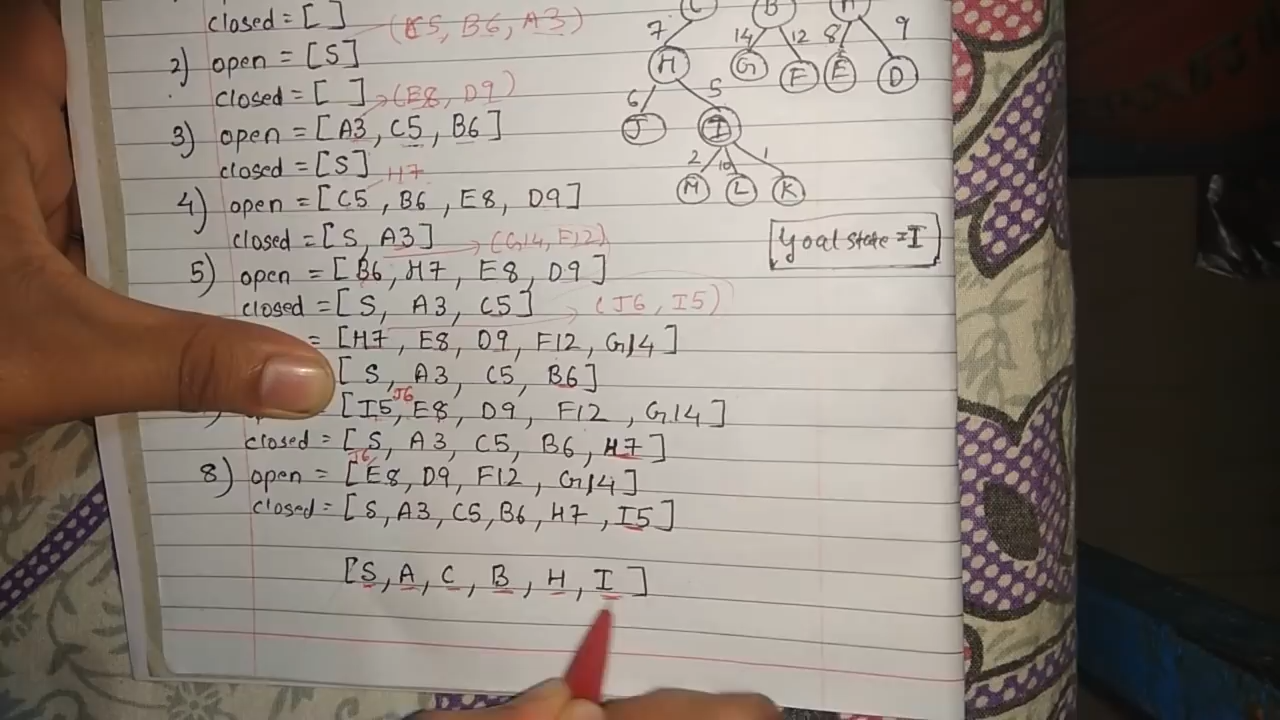 closed = [ ] (C5, B6, A3)
2) open = [S]
closed = [ ] (E8, D9)
3) open = [A3, C5, B6]
closed = [S] H7
4) open = [C5, B6, E8, D9]
closed = [S, A3] (G14, F12)
5) open = [B6, H7, E8, D9]
closed = [S, A3, C5] (J6, I5)
= [H7, E8, D9, F12, G14]
[S, A3, C5, B6]
J6
[I5, E8, D9, F12, G14]
closed = [S, A3, C5, B6, H7]
J6
8) open = [E8, D9, F12, G14]
closed = [S, A3, C5, B6, H7, I5]
[S, A, C, B, H, I]
C B A
7 14 12 8 9
H G F E D
6 5
J I
2 10 1
M L K
Goal state = I